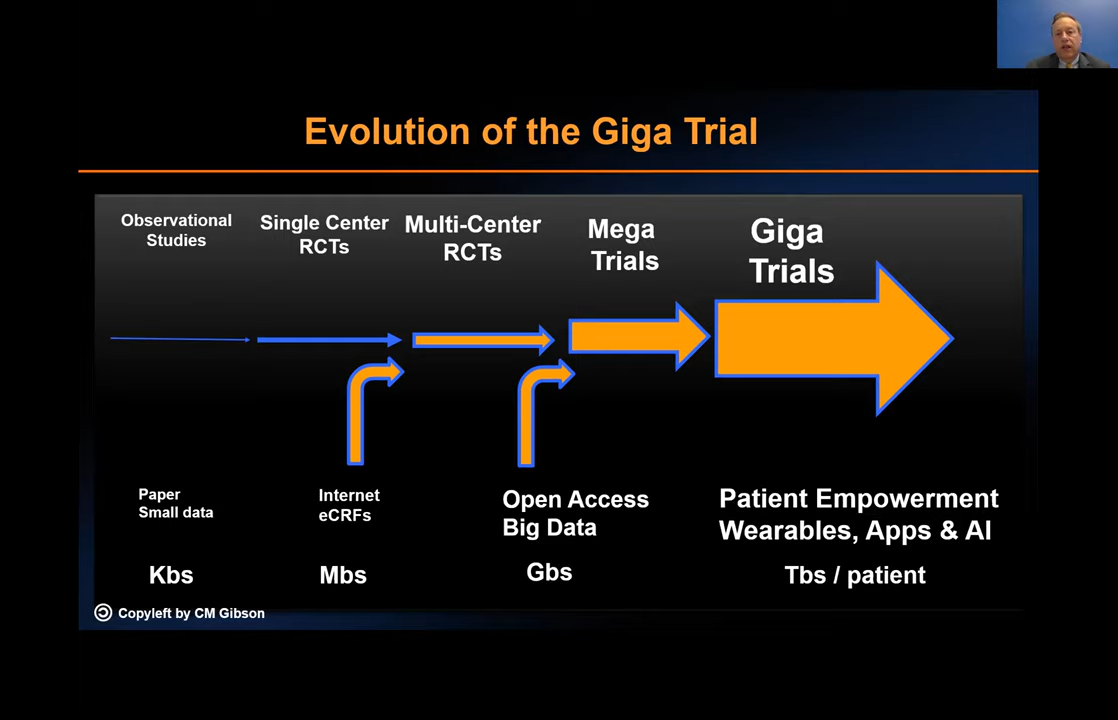 Evolution of the Giga Trial
Observational
Studies
Single Center
RCTs
Multi-Center
RCTs
Mega
Trials
Giga
Trials
Paper
Small data
Internet
eCRFs
Open Access
Big Data
Patient Empowerment
Wearables, Apps & AI
Kbs
Mbs
Gbs
Tbs / patient
Copyleft by CM Gibson